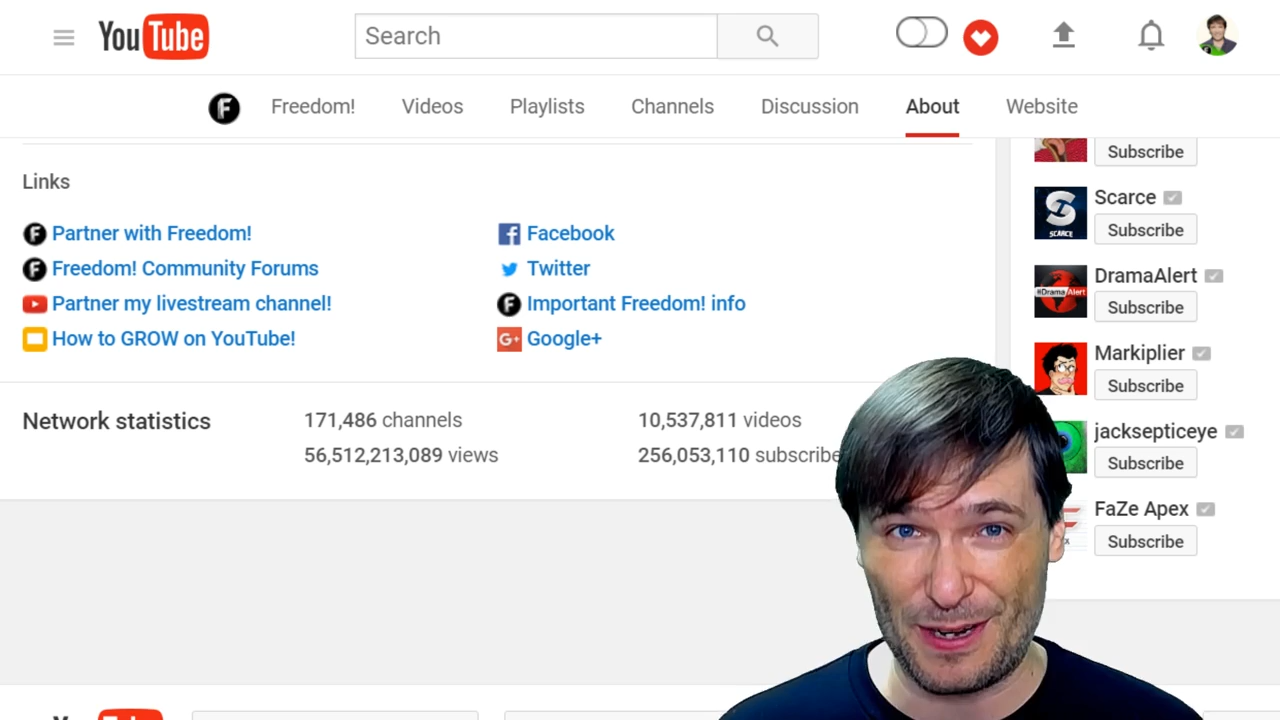 YouTube
Search
Freedom! Videos Playlists Channels Discussion About Website
Links
Partner with Freedom! Facebook
Freedom! Community Forums Twitter
Partner my livestream channel! Important Freedom! info
How to GROW on YouTube! Google+
Network statistics 171,486 channels 10,537,811 videos
56,512,213,089 views 256,053,110 subscribe
Subscribe
Scarce
SCARCE
Subscribe
DramaAlert
#DramaAlert
Subscribe
Markiplier
Subscribe
jacksepticeye
Subscribe
FaZe Apex
Subscribe